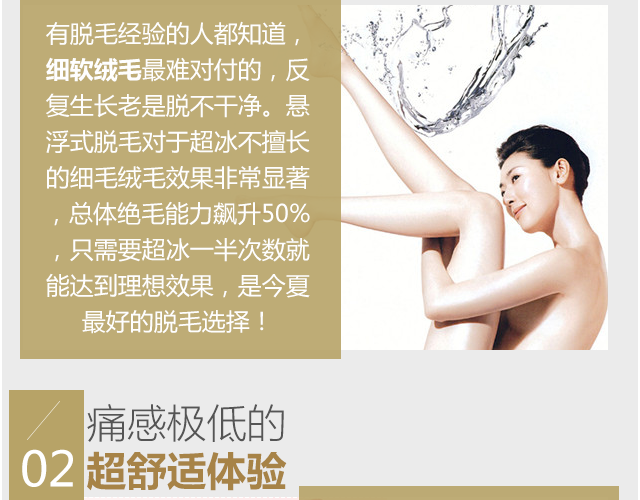 有脱毛经验的人都知道，
细软绒毛最难对付的，反
复生长老是脱不干净。悬
浮式脱毛对于超冰不擅长
的细毛绒毛效果非常显著
，总体绝毛能力飙升50%
，只需要超冰一半次数就
能达到理想效果，是今夏
最好的脱毛选择！
痛感极低的
02
超舒适体验